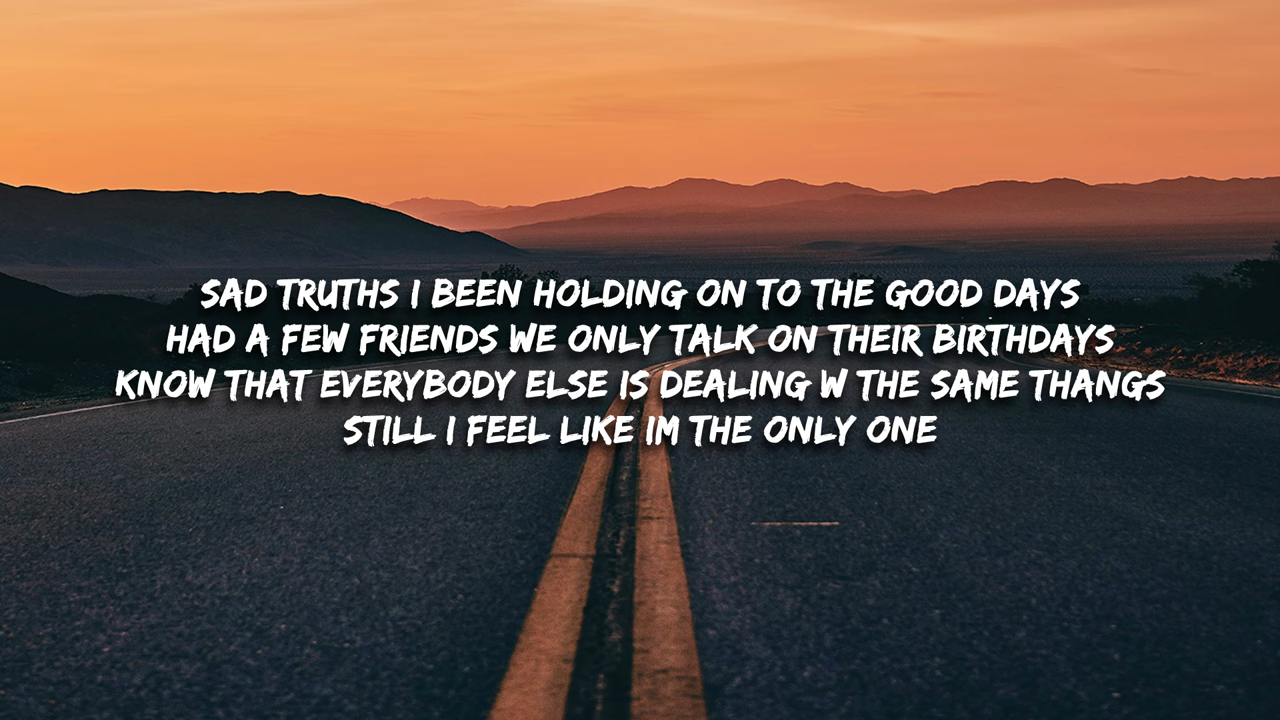 SAD TRUTHS I BEEN HOLDING ON TO THE GOOD DAYS
HAD A FEW FRIENDS WE ONLY TALK ON THEIR BIRTHDAYS
KNOW THAT EVERYBODY ELSE IS DEALING W THE SAME THANGS
STILL I FEEL LIKE IM THE ONLY ONE